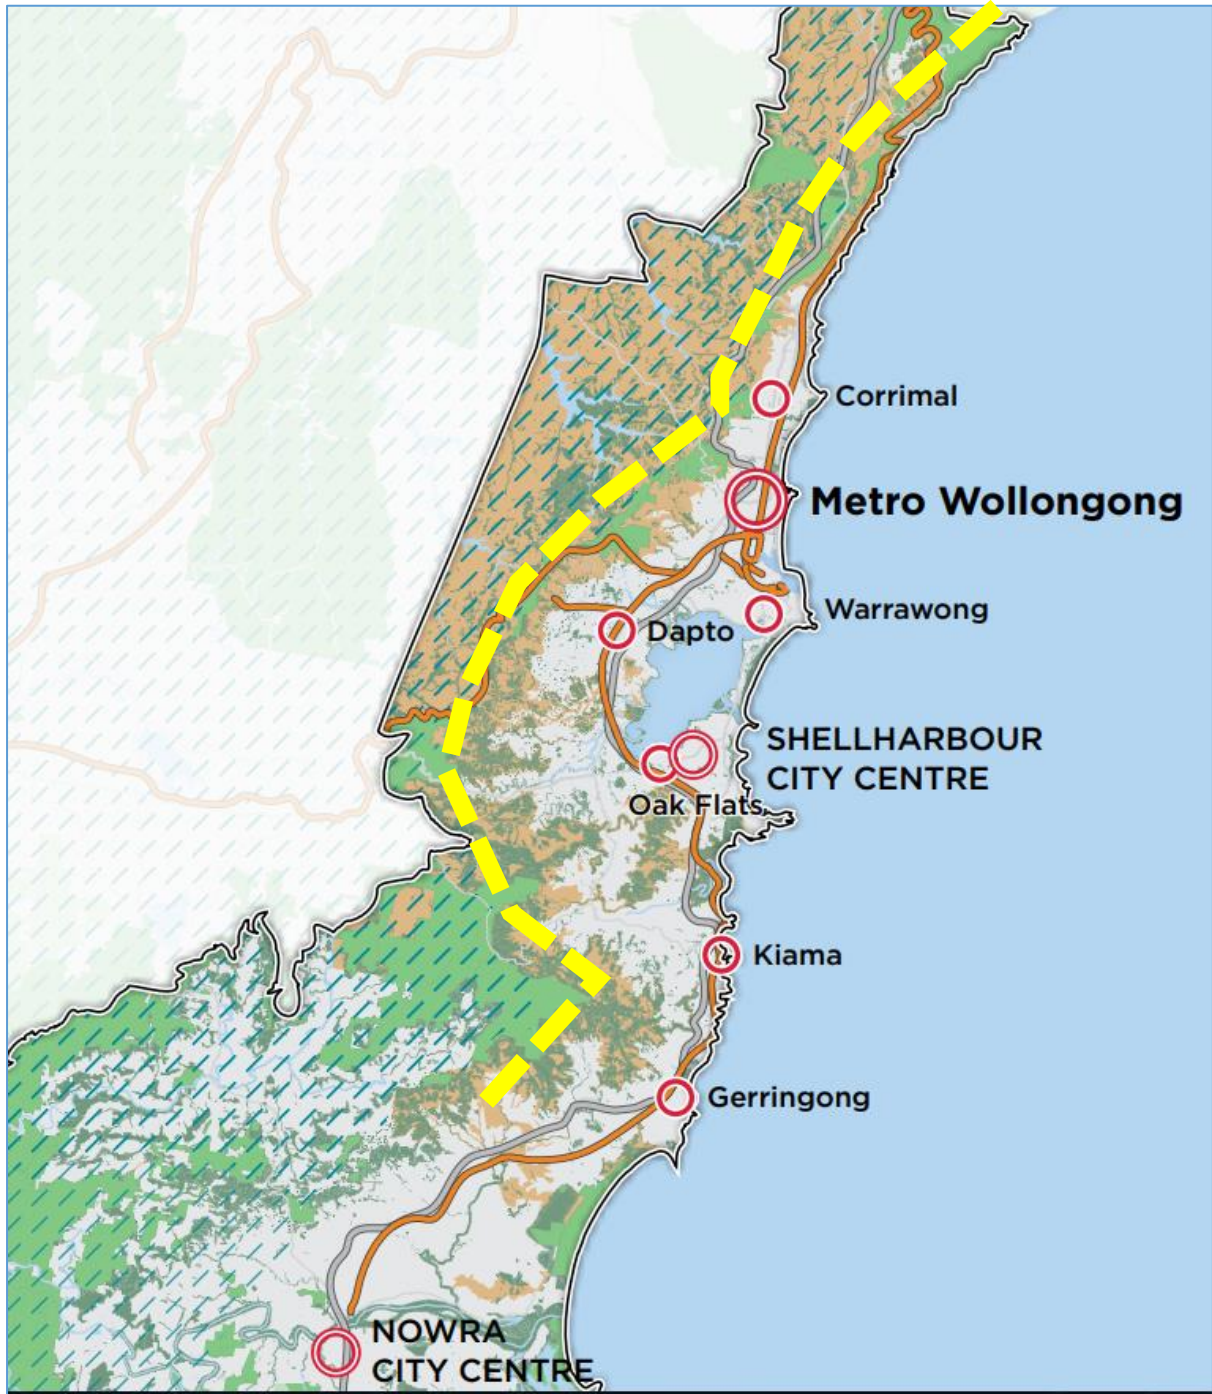 Corrimal
Metro Wollongong
Warrawong
Dapto
SHELLHARBOUR
CITY CENTRE
Oak Flats
Kiama
Gerringong
NOWRA
CITY CENTRE